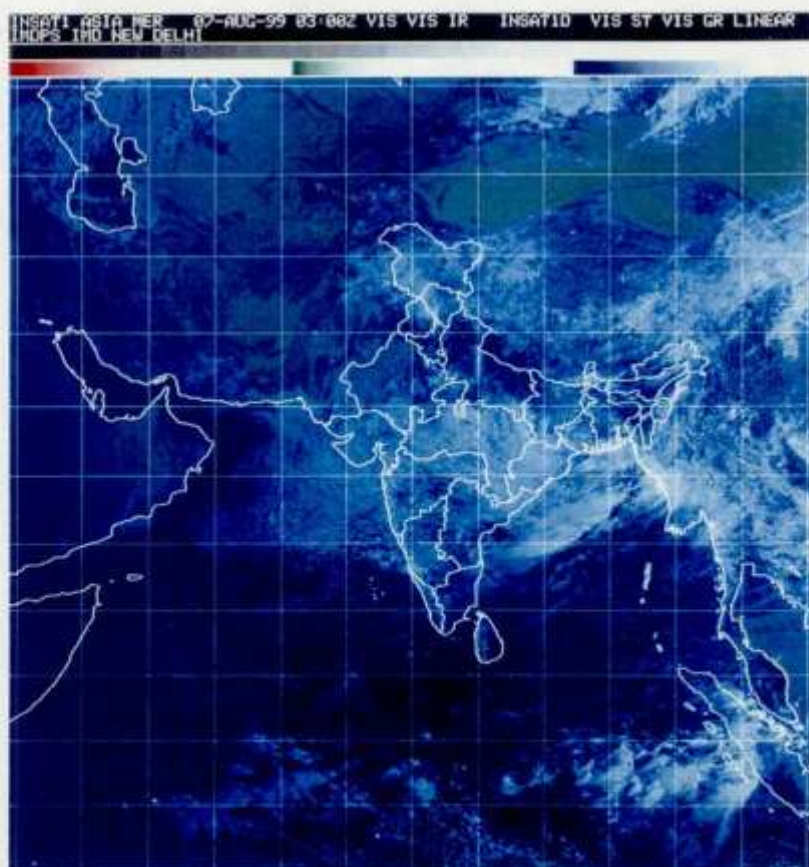 INSAT1 ASIA MER 07-AUG-99 03:00Z VIS VIS IR INSAT1D VIS ST VIS GR LINEAR
IMDPS IMD NEW DELHI